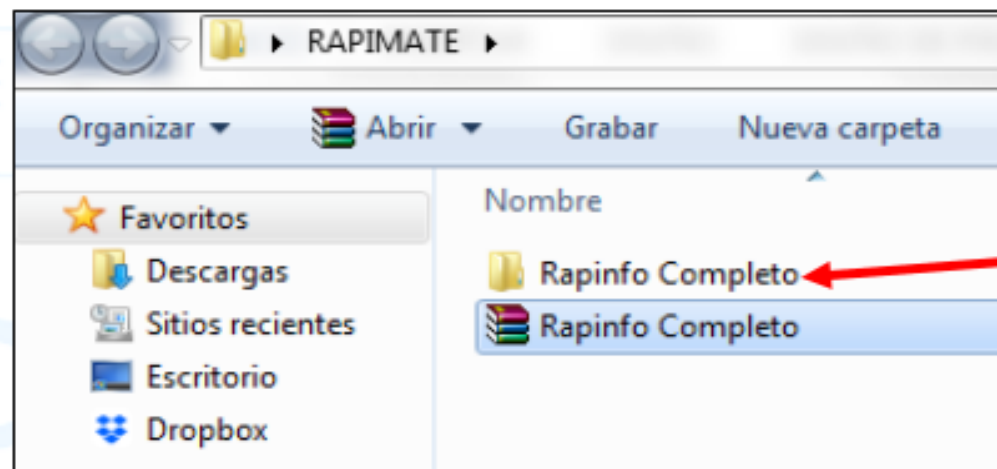 RAPIMATE
Organizar Abrir Grabar Nueva carpeta
Favoritos
Descargas
Sitios recientes
Escritorio
Dropbox
Nombre
Rapinfo Completo
Rapinfo Completo